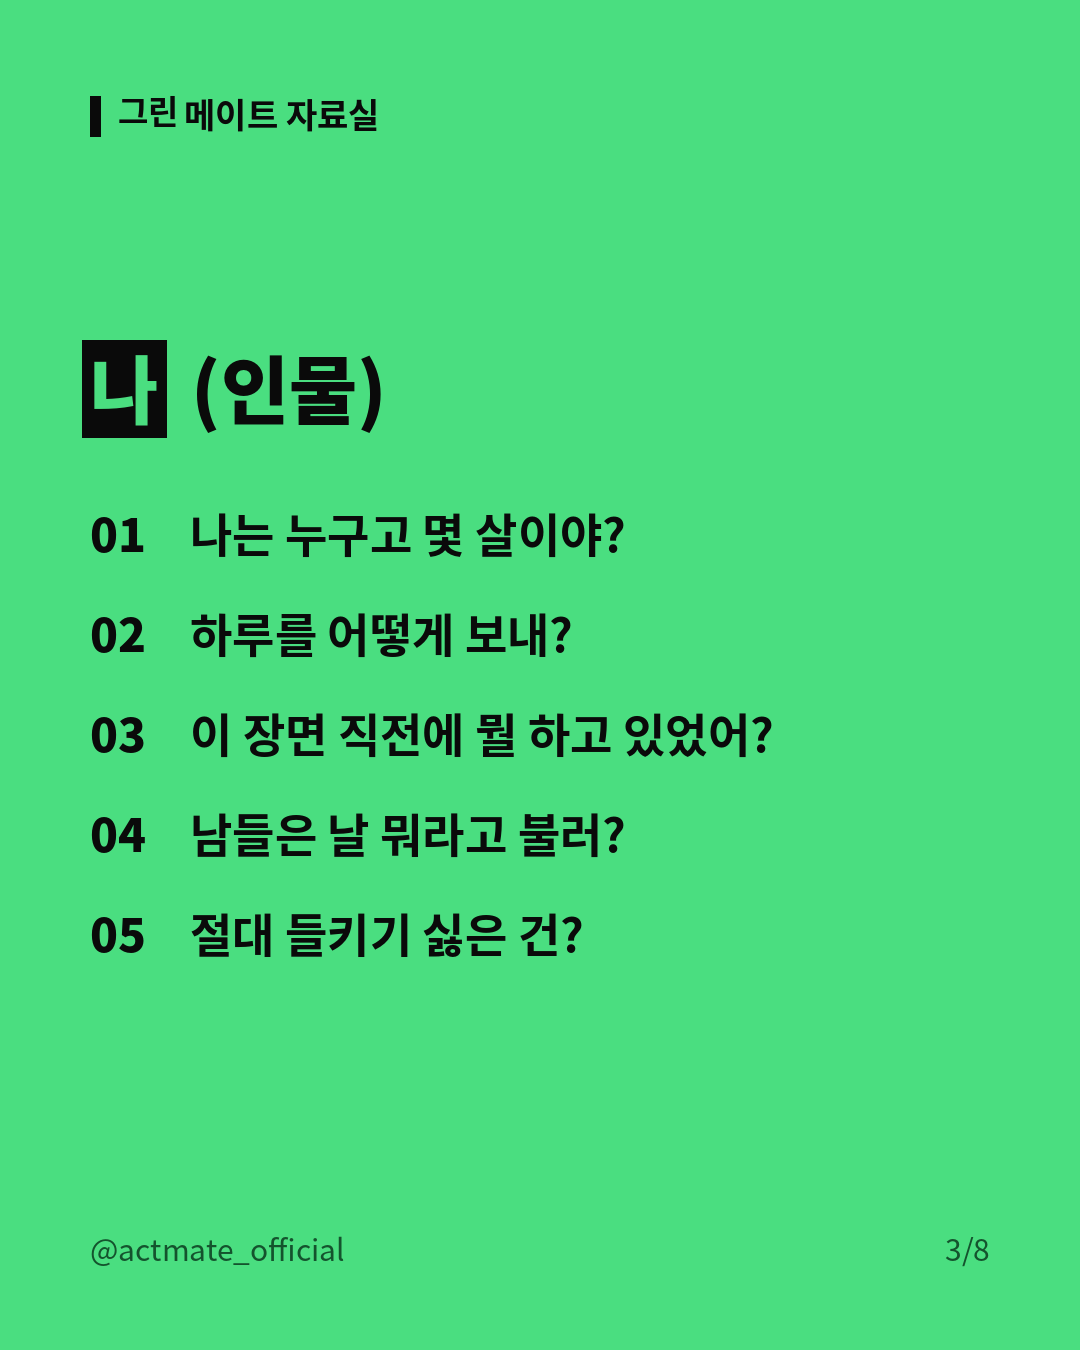 그린 메이트 자료실
나 (인물)
01 나는 누구고 몇 살이야?
02 하루를 어떻게 보내?
03 이 장면 직전에 뭘 하고 있었어?
04 남들은 날 뭐라고 불러?
05 절대 들키기 싫은 건?
@actmate_official 3/8